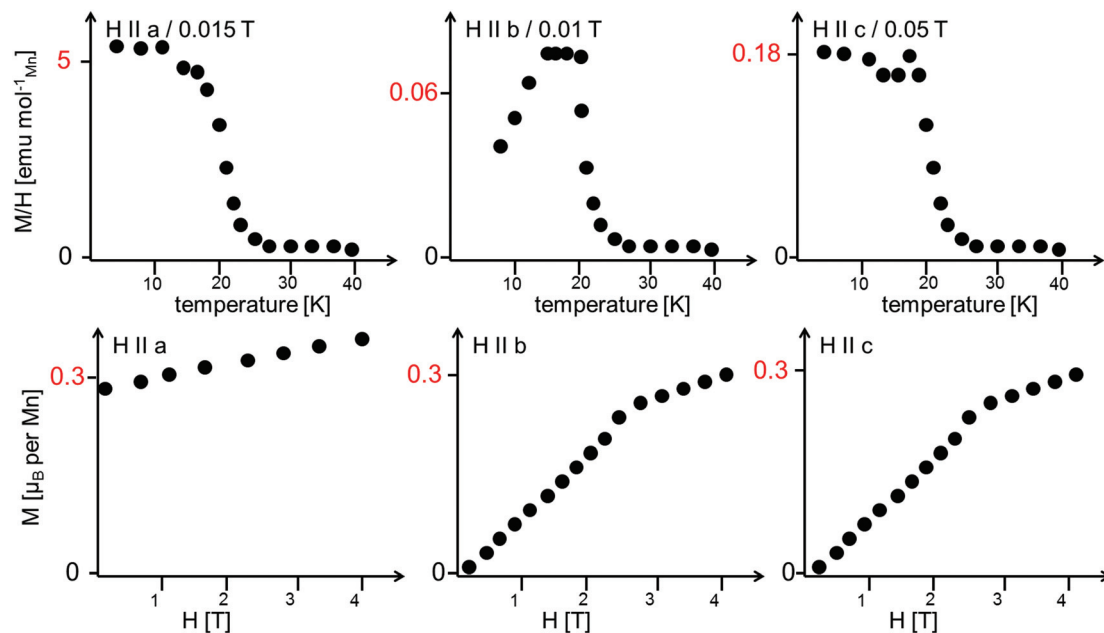 H II a / 0.015 T
H II b / 0.01 T
H II c / 0.05 T
M/H [emu mol⁻¹Mn]
5
0
10 20 30 40
temperature [K]
0.06
10 20 30 40
temperature [K]
0.18
0
10 20 30 40
temperature [K]
H II a
H II b
H II c
M [μB per Mn]
0.3
0
1 2 3 4
H [T]
0.3
0
1 2 3 4
H [T]
0.3
0
1 2 3 4
H [T]